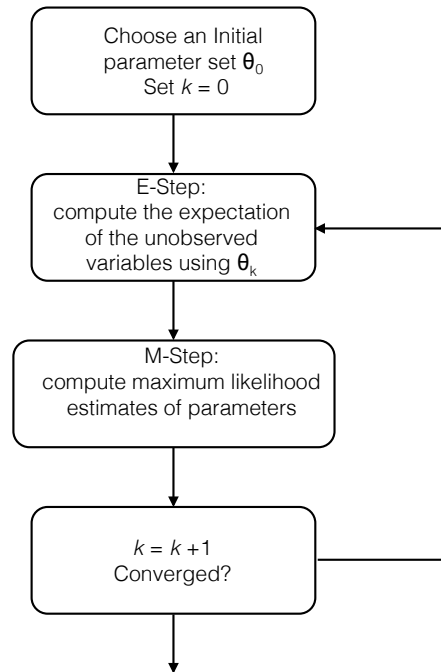 Choose an Initial
parameter set θ₀
Set k = 0
E-Step:
compute the expectation
of the unobserved
variables using θₖ
M-Step:
compute maximum likelihood
estimates of parameters
k = k +1
Converged?